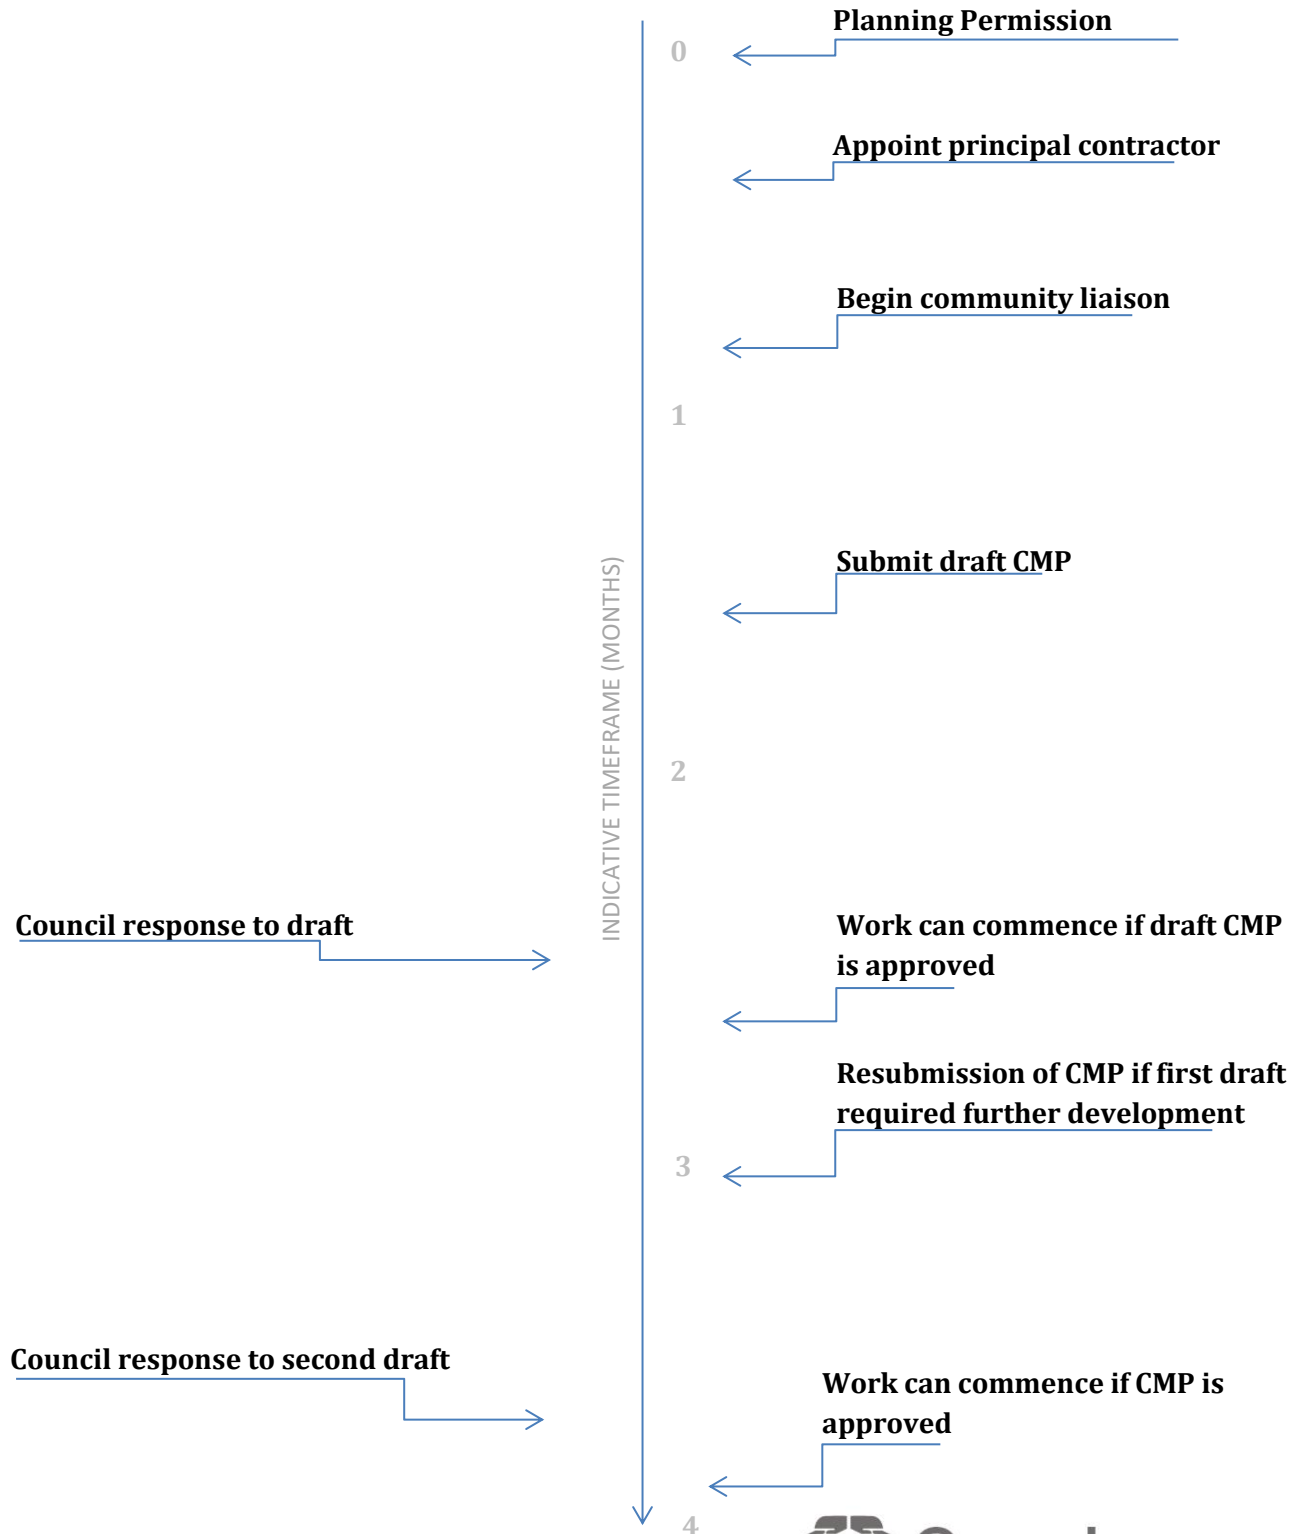 Planning Permission
0
Appoint principal contractor
Begin community liaison
1
Submit draft CMP
INDICATIVE TIMEFRAME (MONTHS)
2
Council response to draft
Work can commence if draft CMP
is approved
Resubmission of CMP if first draft
required further development
3
Council response to second draft
Work can commence if CMP is
approved
4